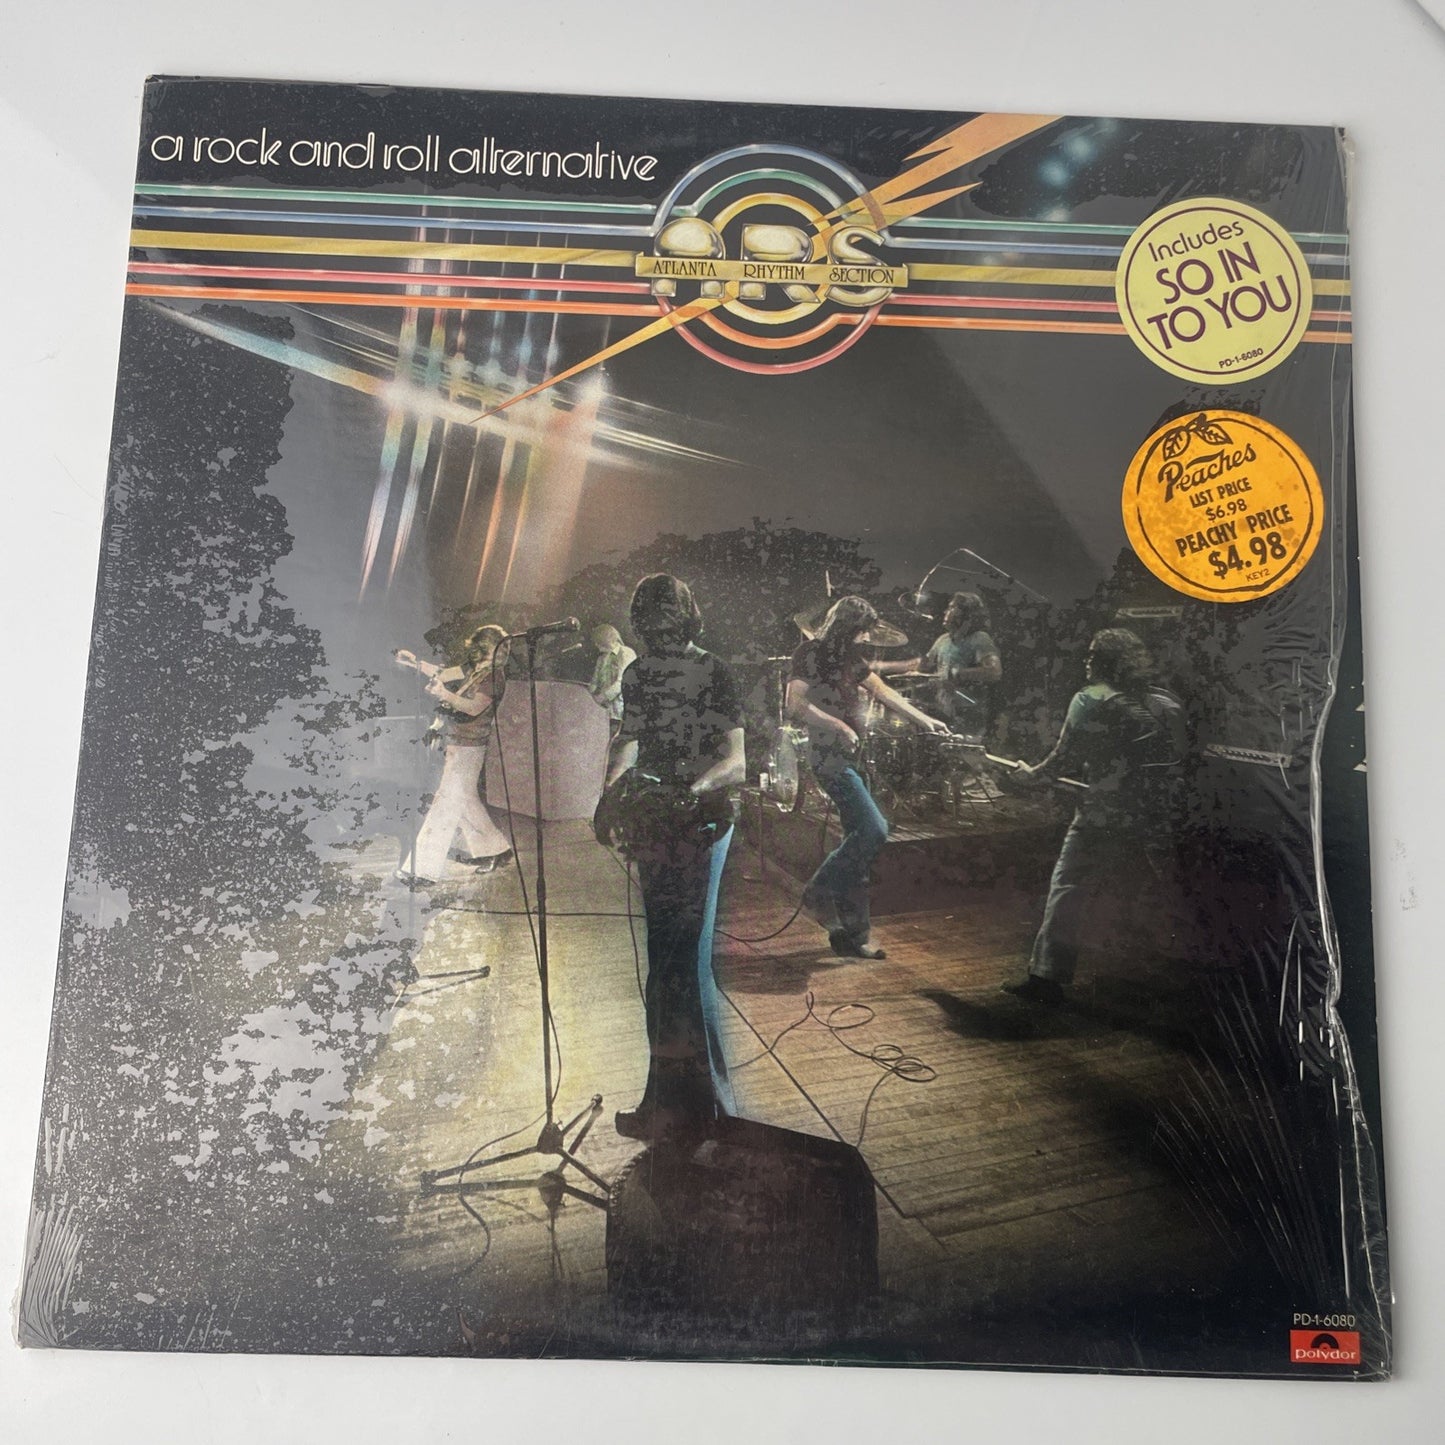 a rock and roll alternative
ARS
ATLANTA RHYTHM SECTION
Includes
SO IN
TO YOU
PD-1-6080
Peaches
LIST PRICE
$6.98
PEACHY PRICE
$4.98
KEY2
PD-1-6080
polydor